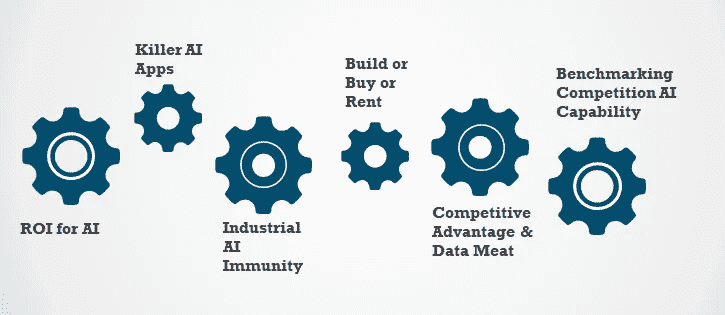 Killer AI
Apps
Build or
Buy or
Rent
Benchmarking
Competition AI
Capability
ROI for AI
Industrial
AI
Immunity
Competitive
Advantage &
Data Meat